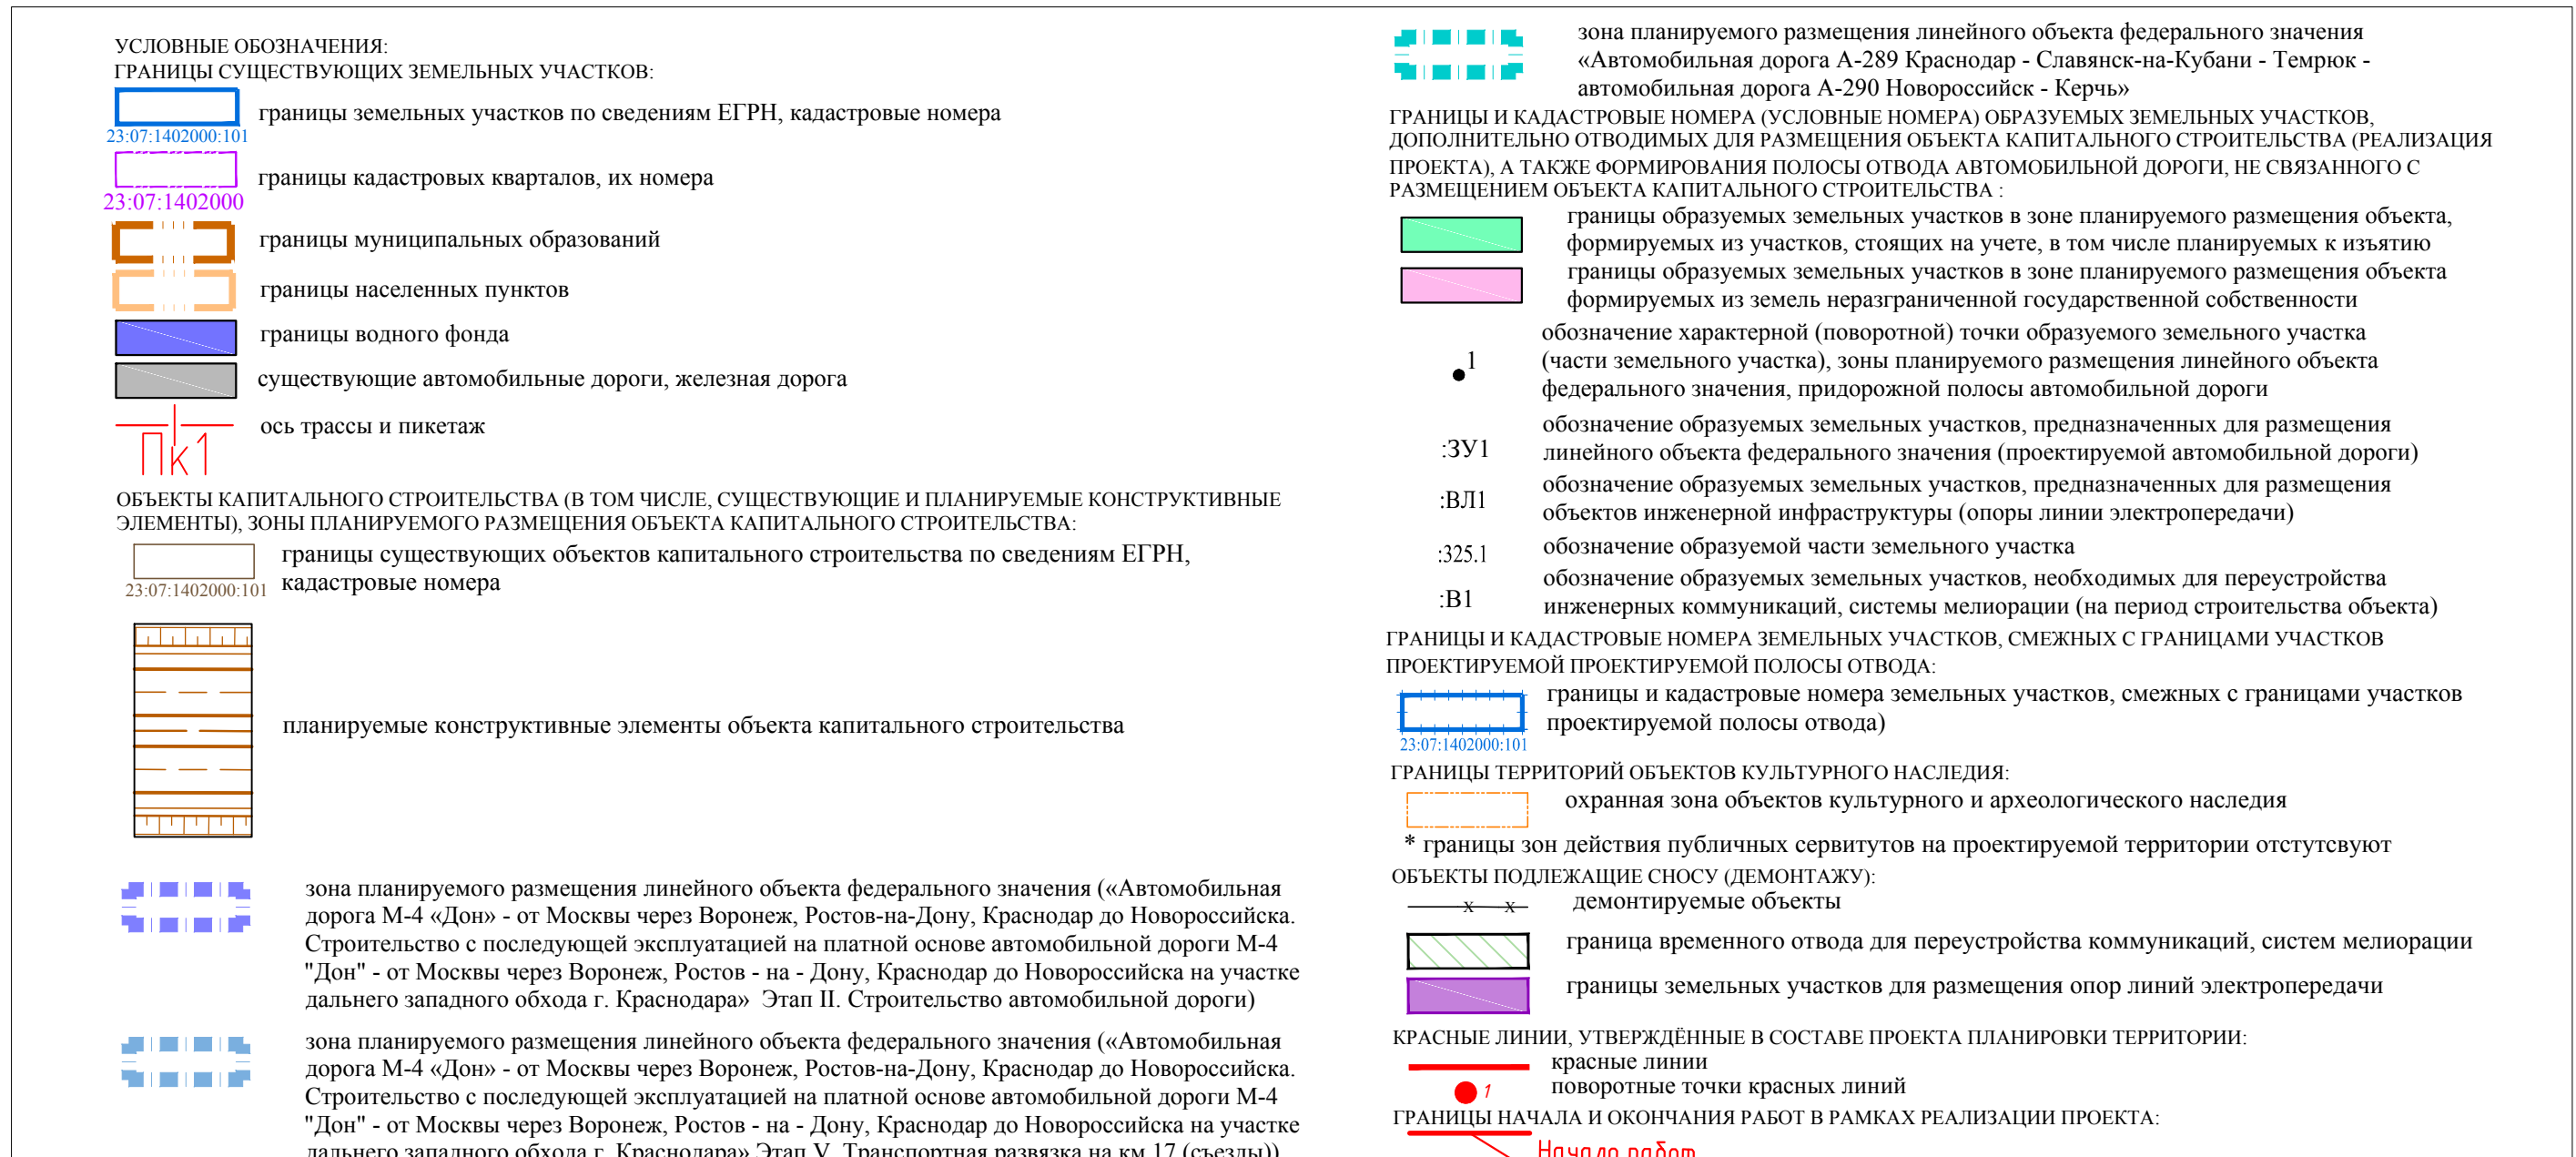 УСЛОВНЫЕ ОБОЗНАЧЕНИЯ:
ГРАНИЦЫ СУЩЕСТВУЮЩИХ ЗЕМЕЛЬНЫХ УЧАСТКОВ:
границы земельных участков по сведениям ЕГРН, кадастровые номера
23:07:1402000:101
границы кадастровых кварталов, их номера
23:07:1402000
границы муниципальных образований
границы населенных пунктов
границы водного фонда
существующие автомобильные дороги, железная дорога
ось трассы и пикетаж
Пк1
ОБЪЕКТЫ КАПИТАЛЬНОГО СТРОИТЕЛЬСТВА (В ТОМ ЧИСЛЕ, СУЩЕСТВУЮЩИЕ И ПЛАНИРУЕМЫЕ КОНСТРУКТИВНЫЕ
ЭЛЕМЕНТЫ), ЗОНЫ ПЛАНИРУЕМОГО РАЗМЕЩЕНИЯ ОБЪЕКТА КАПИТАЛЬНОГО СТРОИТЕЛЬСТВА:
границы существующих объектов капитального строительства по сведениям ЕГРН,
кадастровые номера
23:07:1402000:101
планируемые конструктивные элементы объекта капитального строительства
зона планируемого размещения линейного объекта федерального значения («Автомобильная
дорога М-4 «Дон» - от Москвы через Воронеж, Ростов-на-Дону, Краснодар до Новороссийска.
Строительство с последующей эксплуатацией на платной основе автомобильной дороги М-4
"Дон" - от Москвы через Воронеж, Ростов - на - Дону, Краснодар до Новороссийска на участке
дальнего западного обхода г. Краснодара» Этап II. Строительство автомобильной дороги)
зона планируемого размещения линейного объекта федерального значения («Автомобильная
дорога М-4 «Дон» - от Москвы через Воронеж, Ростов-на-Дону, Краснодар до Новороссийска.
Строительство с последующей эксплуатацией на платной основе автомобильной дороги М-4
"Дон" - от Москвы через Воронеж, Ростов - на - Дону, Краснодар до Новороссийска на участке
дальнего западного обхода г. Краснодара» Этап V. Транспортная развязка на км 17 (съезды))
зона планируемого размещения линейного объекта федерального значения
«Автомобильная дорога А-289 Краснодар - Славянск-на-Кубани - Темрюк -
автомобильная дорога А-290 Новороссийск - Керчь»
ГРАНИЦЫ И КАДАСТРОВЫЕ НОМЕРА (УСЛОВНЫЕ НОМЕРА) ОБРАЗУЕМЫХ ЗЕМЕЛЬНЫХ УЧАСТКОВ,
ДОПОЛНИТЕЛЬНО ОТВОДИМЫХ ДЛЯ РАЗМЕЩЕНИЯ ОБЪЕКТА КАПИТАЛЬНОГО СТРОИТЕЛЬСТВА (РЕАЛИЗАЦИЯ
ПРОЕКТА), А ТАКЖЕ ФОРМИРОВАНИЯ ПОЛОСЫ ОТВОДА АВТОМОБИЛЬНОЙ ДОРОГИ, НЕ СВЯЗАННОГО С
РАЗМЕЩЕНИЕМ ОБЪЕКТА КАПИТАЛЬНОГО СТРОИТЕЛЬСТВА :
границы образуемых земельных участков в зоне планируемого размещения объекта,
формируемых из участков, стоящих на учете, в том числе планируемых к изъятию
границы образуемых земельных участков в зоне планируемого размещения объекта
формируемых из земель неразграниченной государственной собственности
обозначение характерной (поворотной) точки образуемого земельного участка
1 (части земельного участка), зоны планируемого размещения линейного объекта
федерального значения, придорожной полосы автомобильной дороги
обозначение образуемых земельных участков, предназначенных для размещения
:ЗУ1 линейного объекта федерального значения (проектируемой автомобильной дороги)
обозначение образуемых земельных участков, предназначенных для размещения
:ВЛ1 объектов инженерной инфраструктуры (опоры линии электропередачи)
:325.1 обозначение образуемой части земельного участка
обозначение образуемых земельных участков, необходимых для переустройства
:В1 инженерных коммуникаций, системы мелиорации (на период строительства объекта)
ГРАНИЦЫ И КАДАСТРОВЫЕ НОМЕРА ЗЕМЕЛЬНЫХ УЧАСТКОВ, СМЕЖНЫХ С ГРАНИЦАМИ УЧАСТКОВ
ПРОЕКТИРУЕМОЙ ПРОЕКТИРУЕМОЙ ПОЛОСЫ ОТВОДА:
границы и кадастровые номера земельных участков, смежных с границами участков
проектируемой полосы отвода)
23:07:1402000:101
ГРАНИЦЫ ТЕРРИТОРИЙ ОБЪЕКТОВ КУЛЬТУРНОГО НАСЛЕДИЯ:
охранная зона объектов культурного и археологического наследия
* границы зон действия публичных сервитутов на проектируемой территории отстутсвуют
ОБЪЕКТЫ ПОДЛЕЖАЩИЕ СНОСУ (ДЕМОНТАЖУ):
х х демонтируемые объекты
граница временного отвода для переустройства коммуникаций, систем мелиорации
границы земельных участков для размещения опор линий электропередачи
КРАСНЫЕ ЛИНИИ, УТВЕРЖДЁННЫЕ В СОСТАВЕ ПРОЕКТА ПЛАНИРОВКИ ТЕРРИТОРИИ:
красные линии
1 поворотные точки красных линий
ГРАНИЦЫ НАЧАЛА И ОКОНЧАНИЯ РАБОТ В РАМКАХ РЕАЛИЗАЦИИ ПРОЕКТА:
Начало работ